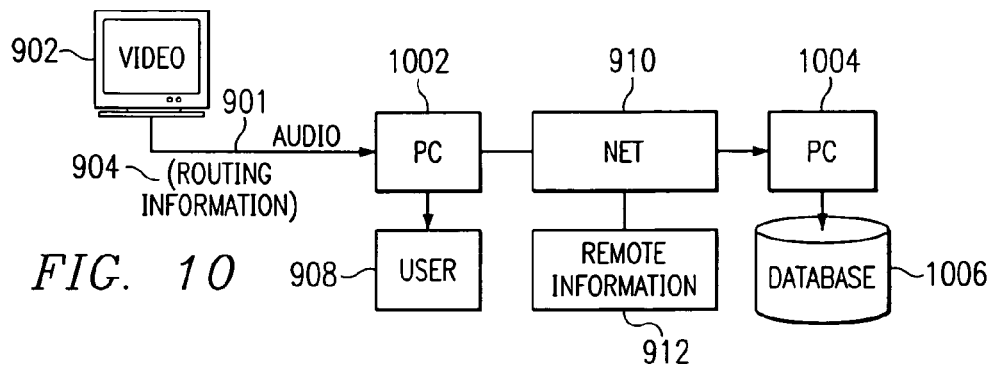 902
VIDEO
901
AUDIO
904
(ROUTING
INFORMATION)
1002
PC
910
NET
1004
PC
908
USER
REMOTE
INFORMATION
912
DATABASE
1006
FIG. 10